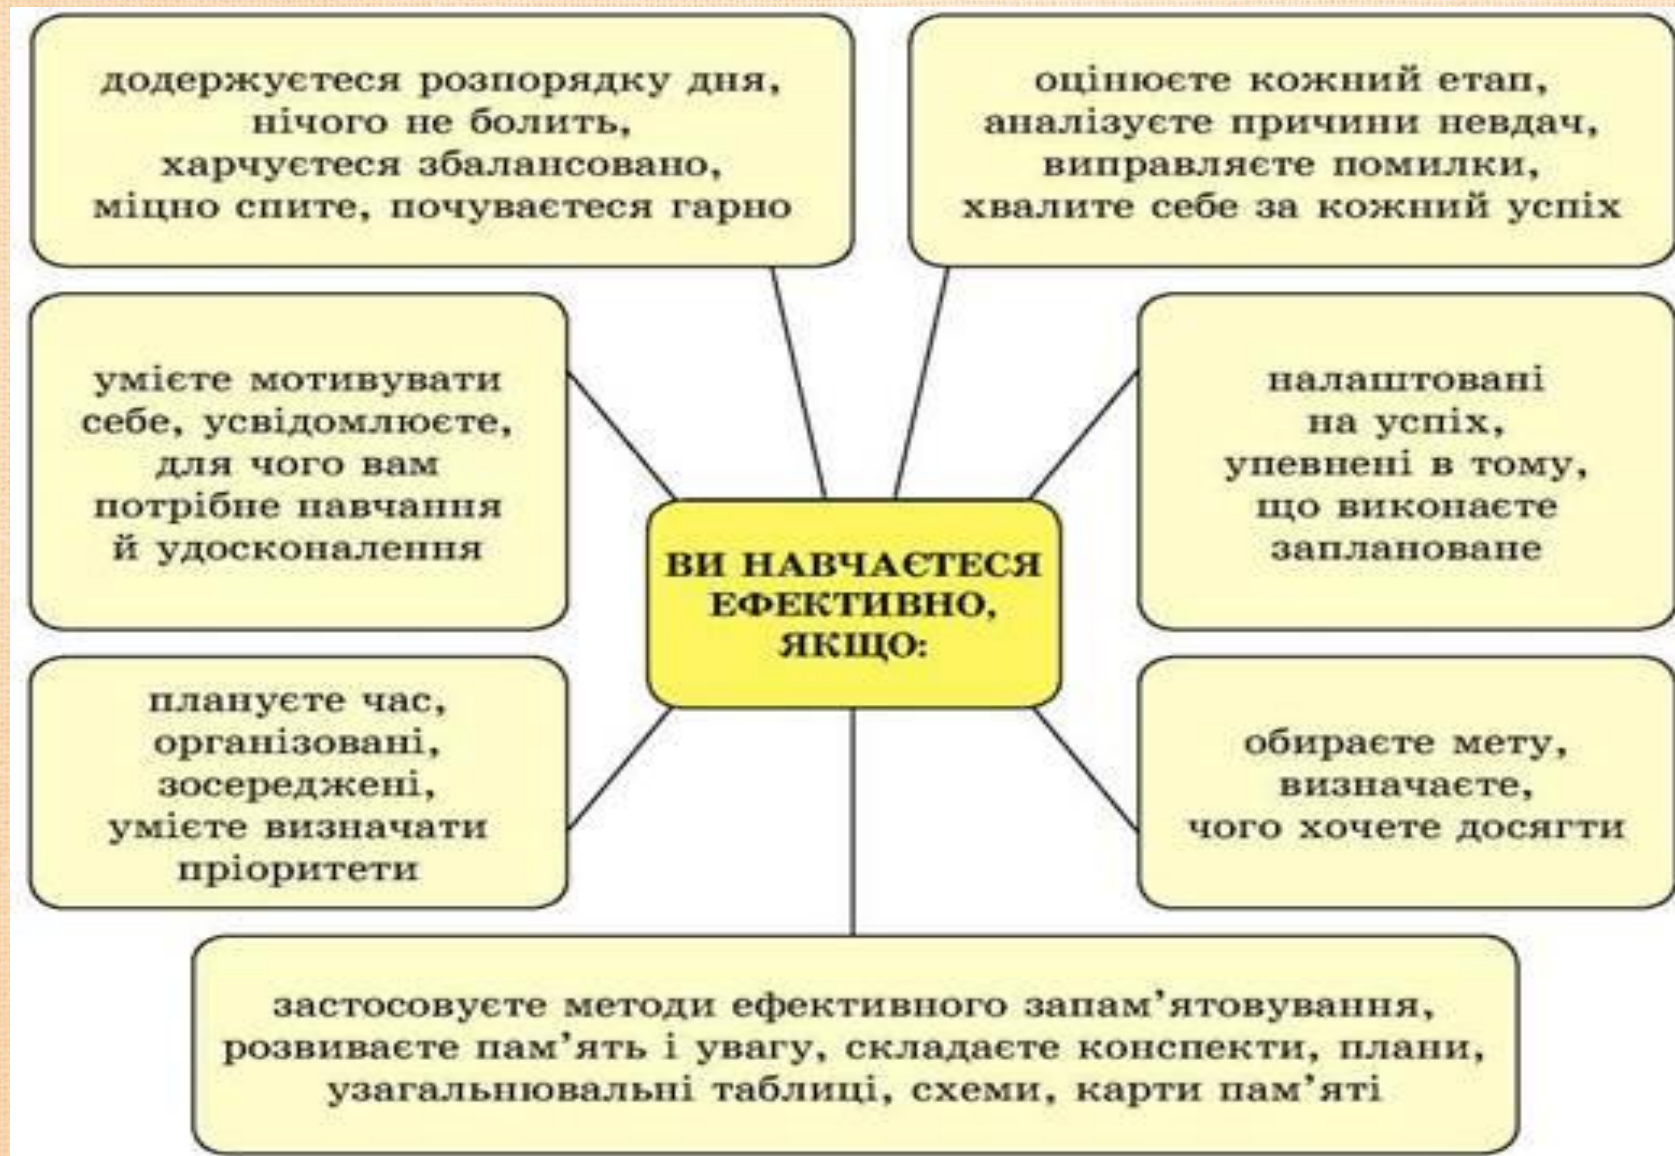 додержуєтеся розпорядку дня,
нічого не болить,
харчуєтеся збалансовано,
міцно спите, почуваєтеся гарно
оцінюєте кожний етап,
аналізуєте причини невдач,
виправляєте помилки,
хвалите себе за кожний успіх
умієте мотивувати
себе, усвідомлюєте,
для чого вам
потрібне навчання
й удосконалення
налаштовані
на успіх,
упевнені в тому,
що виконаєте
заплановане
ВИ НАВЧАЄТЕСЯ
ЕФЕКТИВНО,
ЯКЩО:
плануєте час,
організовані,
зосереджені,
умієте визначати
пріоритети
обираєте мету,
визначаєте,
чого хочете досягти
застосовуєте методи ефективного запам’ятовування,
розвиваєте пам’ять і увагу, складаєте конспекти, плани,
узагальнювальні таблиці, схеми, карти пам’яті